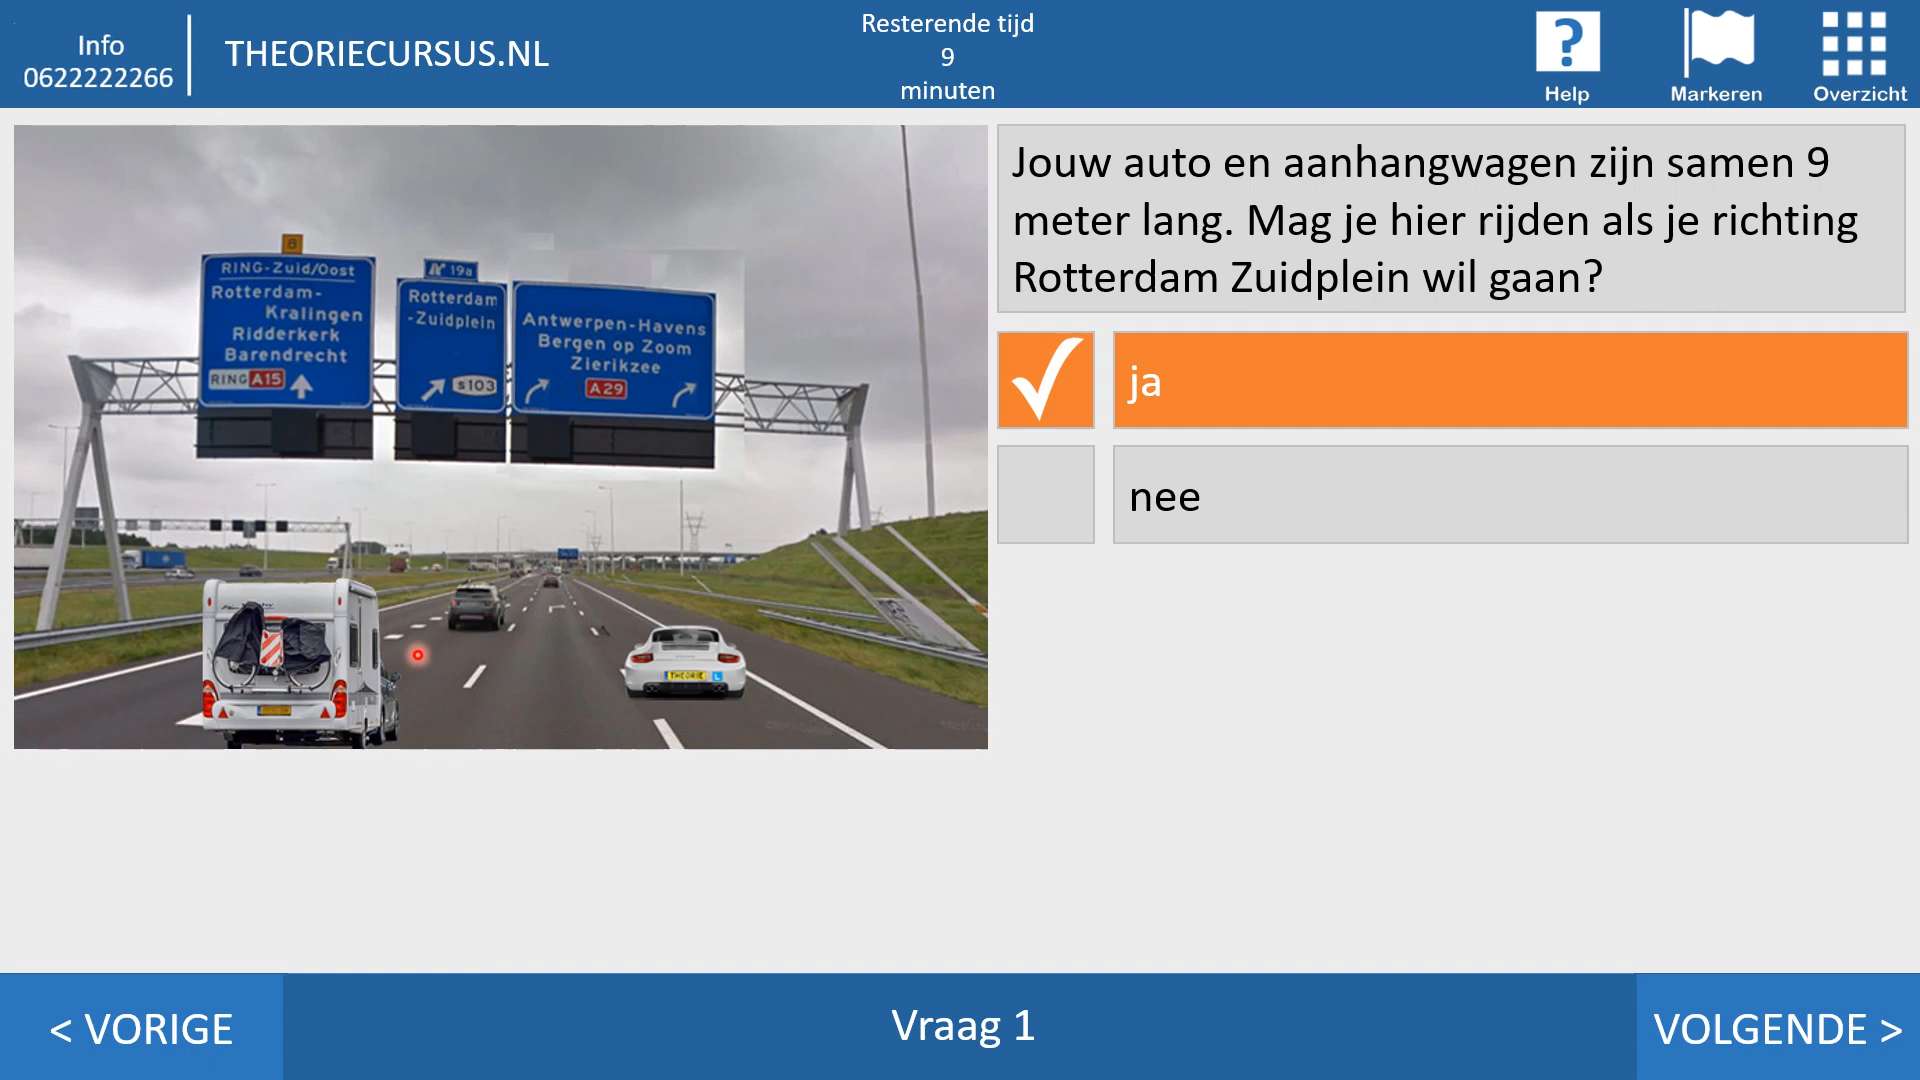 Info
0622222266
THEORIECURSUS.NL
Resterende tijd
9
minuten
Help
Markeren
Overzicht
8
RING-Zuid/Oost
Rotterdam-
Kralingen
Ridderkerk
Barendrecht
RING A15
19a
Rotterdam
-Zuidplein
s103
Antwerpen-Havens
Bergen op Zoom
Zierikzee
A29
THEORIE L
Jouw auto en aanhangwagen zijn samen 9
meter lang. Mag je hier rijden als je richting
Rotterdam Zuidplein wil gaan?
ja
nee
< VORIGE
Vraag 1
VOLGENDE >